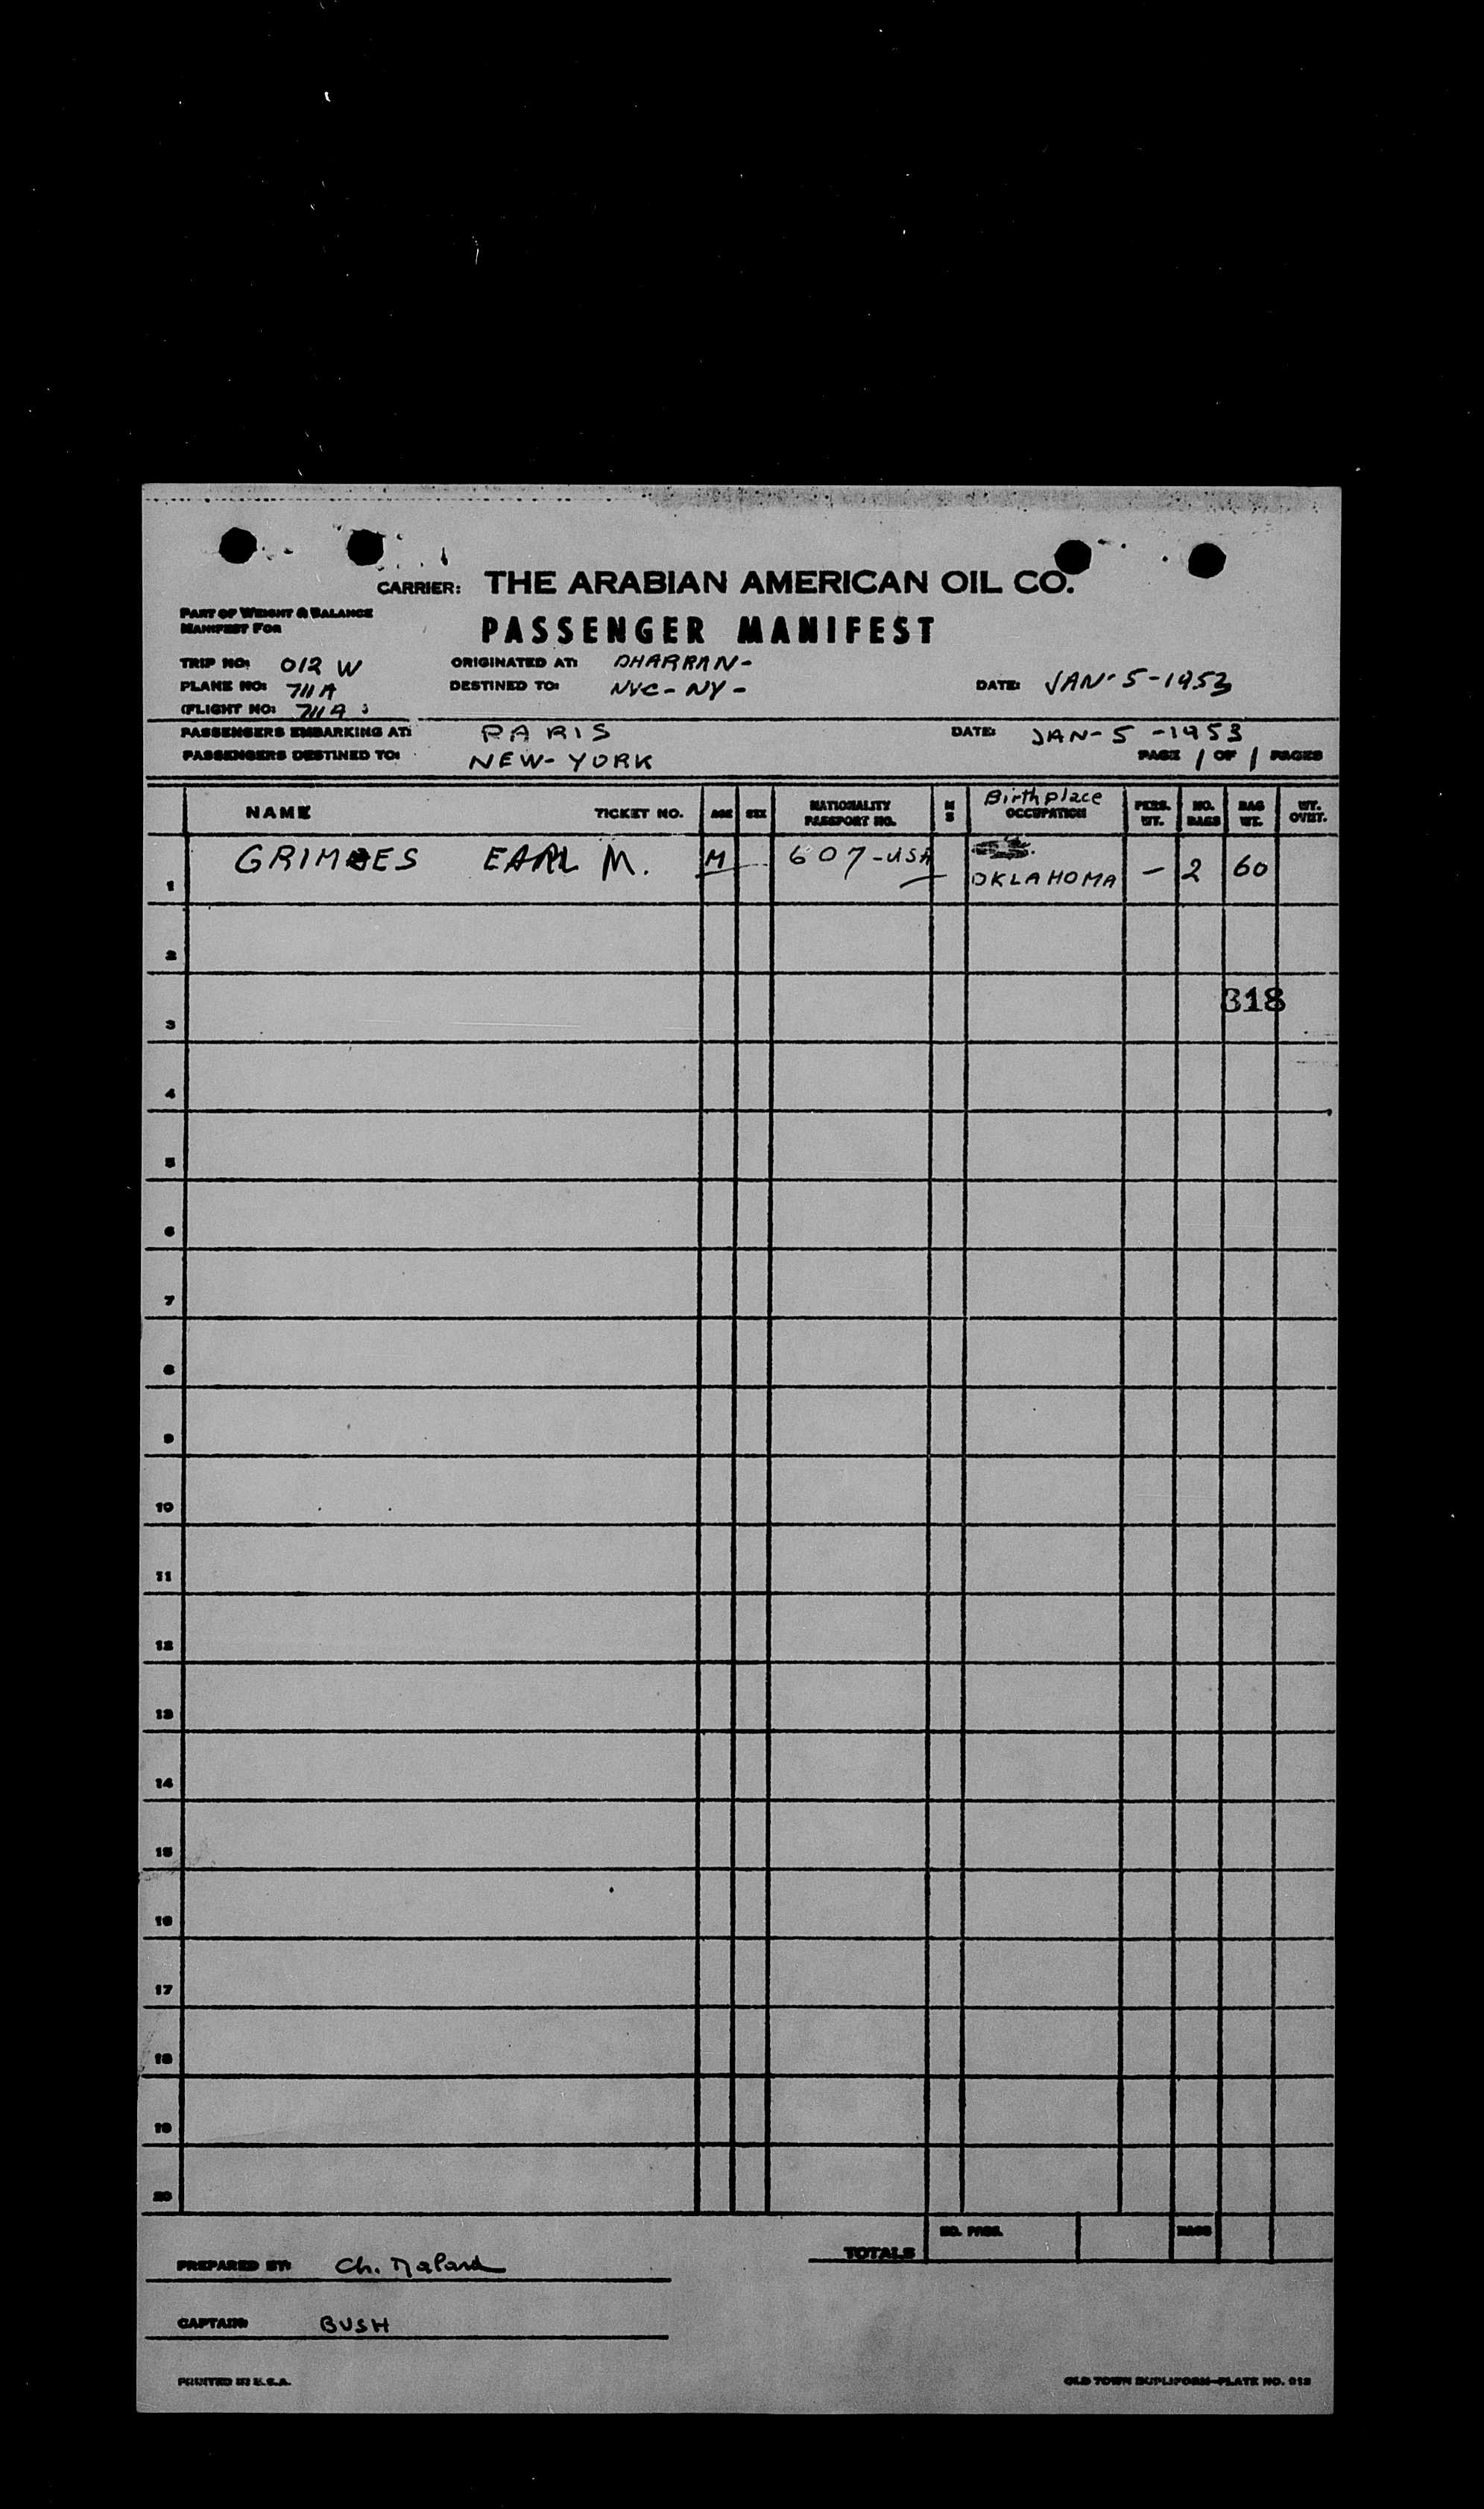 CARRIER: THE ARABIAN AMERICAN OIL CO.
PART OF WEIGHT & BALANCE
MANIFEST FOR
PASSENGER MANIFEST
TRIP NO: 012 W ORIGINATED AT: DHARRAN-
PLANE NO: 711A DESTINED TO: NYC-NY- DATE: JAN-5-1953
(FLIGHT NO: 711A
PASSENGERS EMBARKING AT: PARIS DATE: JAN-5-1953
PASSENGERS DESTINED TO: NEW-YORK PAGE 1 OF 1 PAGES
NAME TICKET NO. AGE SEX NATIONALITY PASSPORT NO. M S Birthplace OCCUPATION PERS. WT. NO. BAGS BAG WT. WT. OVWT.
1 GRIMES EARL M. M 607-USA OKLAHOMA - 2 60
2
318
3
4
5
6
7
8
9
10
11
12
13
14
15
16
17
18
19
20
NO. PASS. BAGS
TOTALS
PREPARED BY: Ch. Malard
CAPTAIN: BUSH
PRINTED IN U.S.A. OLD TOWN DUPLIFORM-PLATE NO. 912